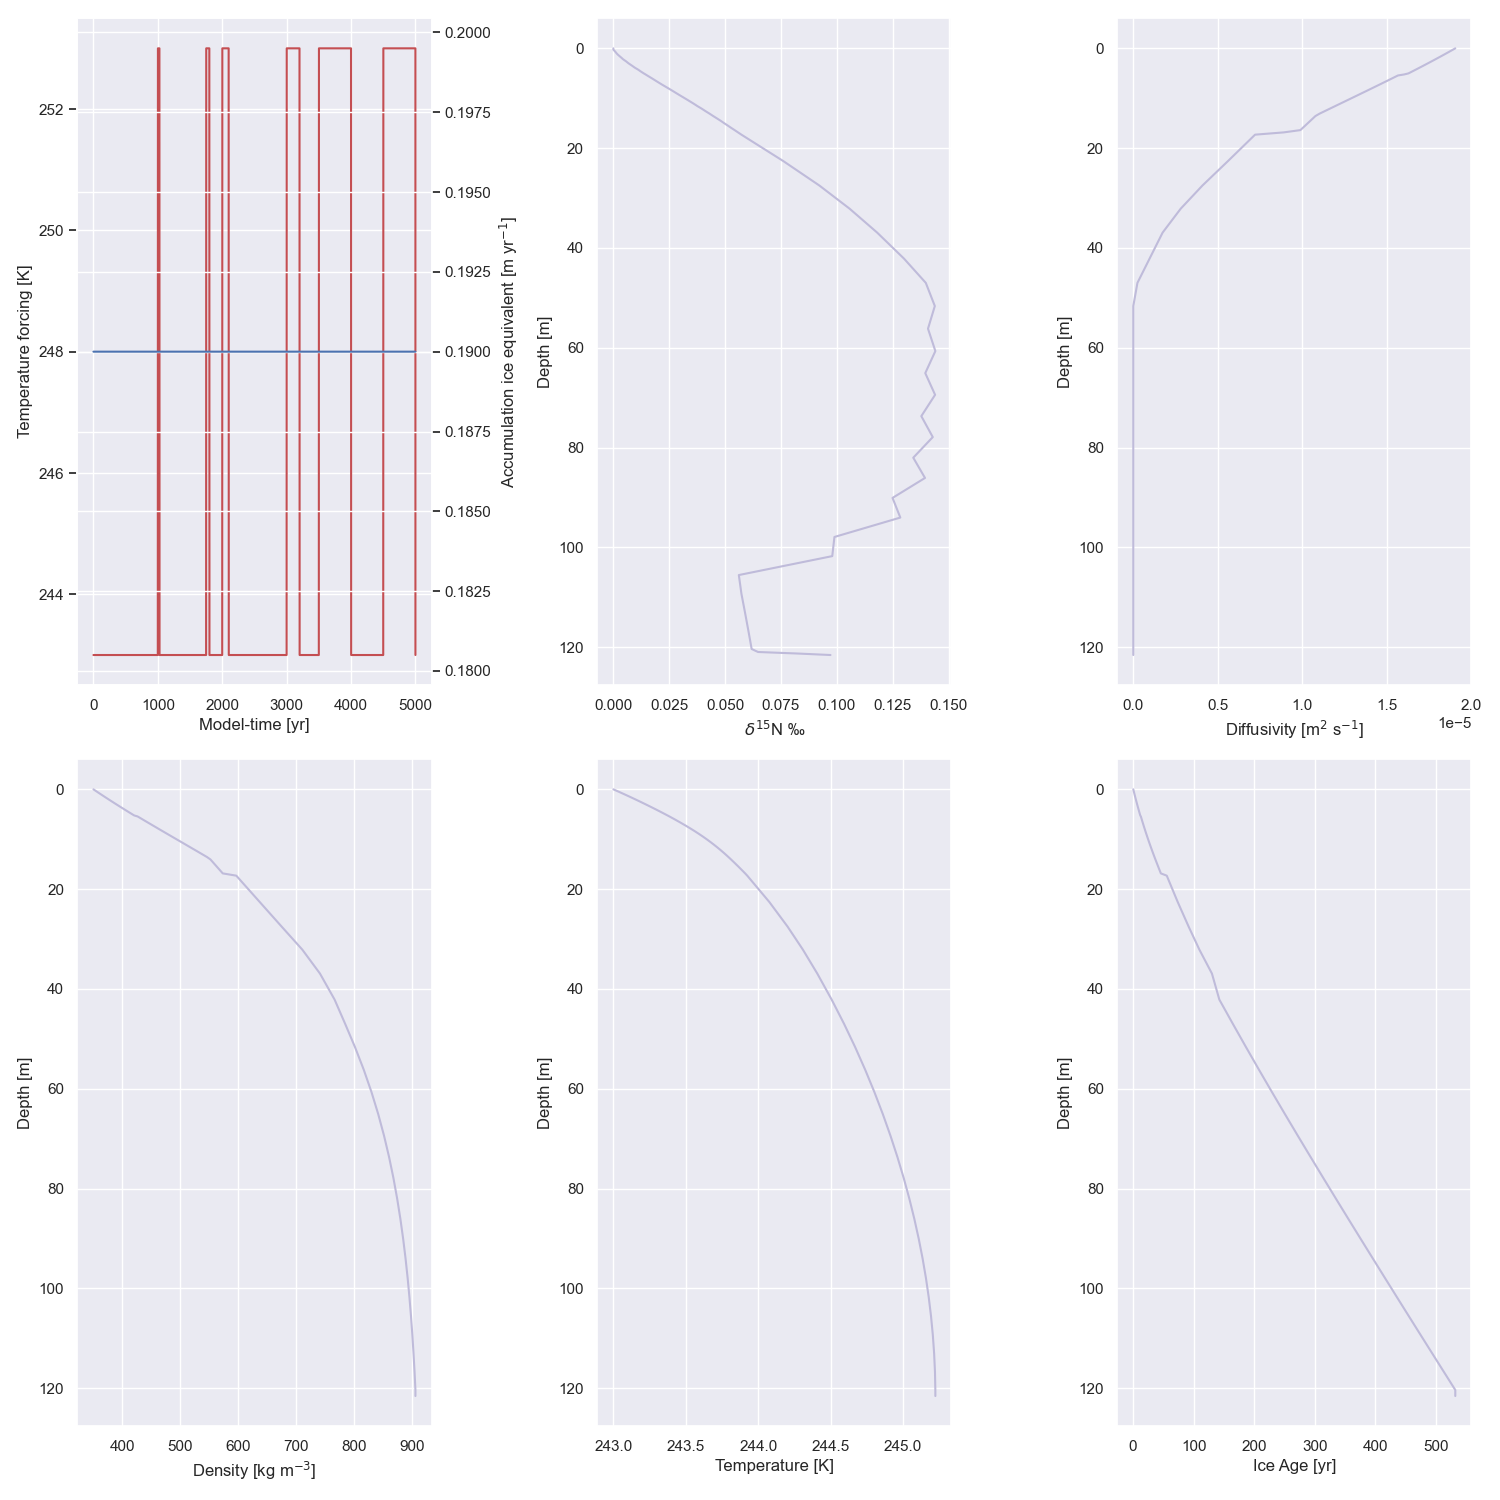 252
250
248
246
244
Temperature forcing [K]
0.2000
0.1975
0.1950
0.1925
0.1900
0.1875
0.1850
0.1825
0.1800
Accumulation ice equivalent [m yr⁻¹]
0 1000 2000 3000 4000 5000
Model-time [yr]
0
20
40
60
80
100
120
Depth [m]
0.000 0.025 0.050 0.075 0.100 0.125 0.150
δ¹⁵N ‰
0
20
40
60
80
100
120
Depth [m]
0.0 0.5 1.0 1.5 2.0
1e−5
Diffusivity [m² s⁻¹]
0
20
40
60
80
100
120
Depth [m]
400 500 600 700 800 900
Density [kg m⁻³]
0
20
40
60
80
100
120
Depth [m]
243.0 243.5 244.0 244.5 245.0
Temperature [K]
0
20
40
60
80
100
120
Depth [m]
0 100 200 300 400 500
Ice Age [yr]